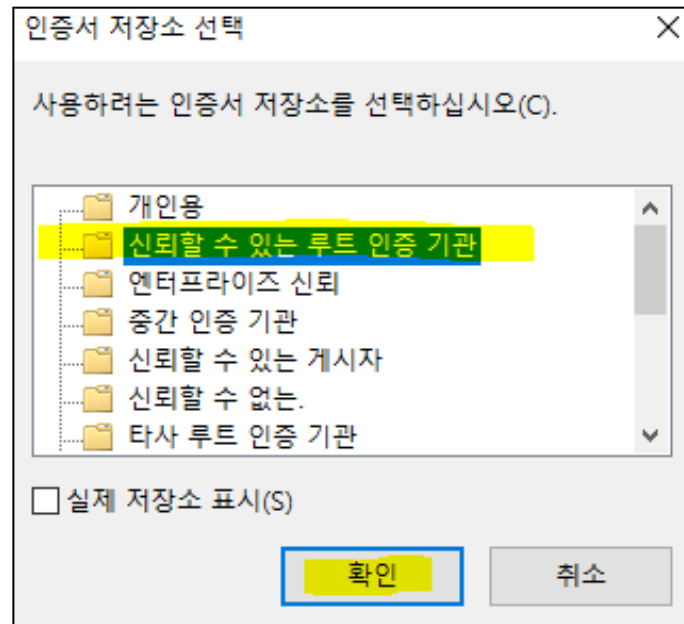 인증서 저장소 선택
사용하려는 인증서 저장소를 선택하십시오(C).
개인용
신뢰할 수 있는 루트 인증 기관
엔터프라이즈 신뢰
중간 인증 기관
신뢰할 수 있는 게시자
신뢰할 수 없는.
타사 루트 인증 기관
실제 저장소 표시(S)
확인 취소